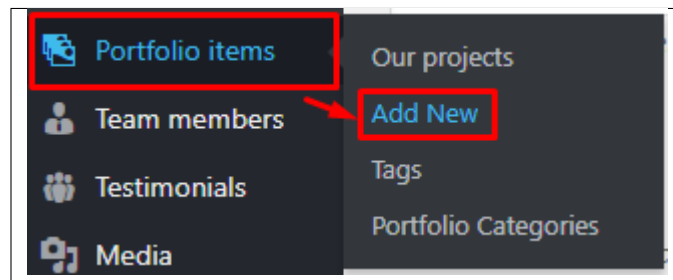 Portfolio items
Team members
Testimonials
Media
Our projects
Add New
Tags
Portfolio Categories